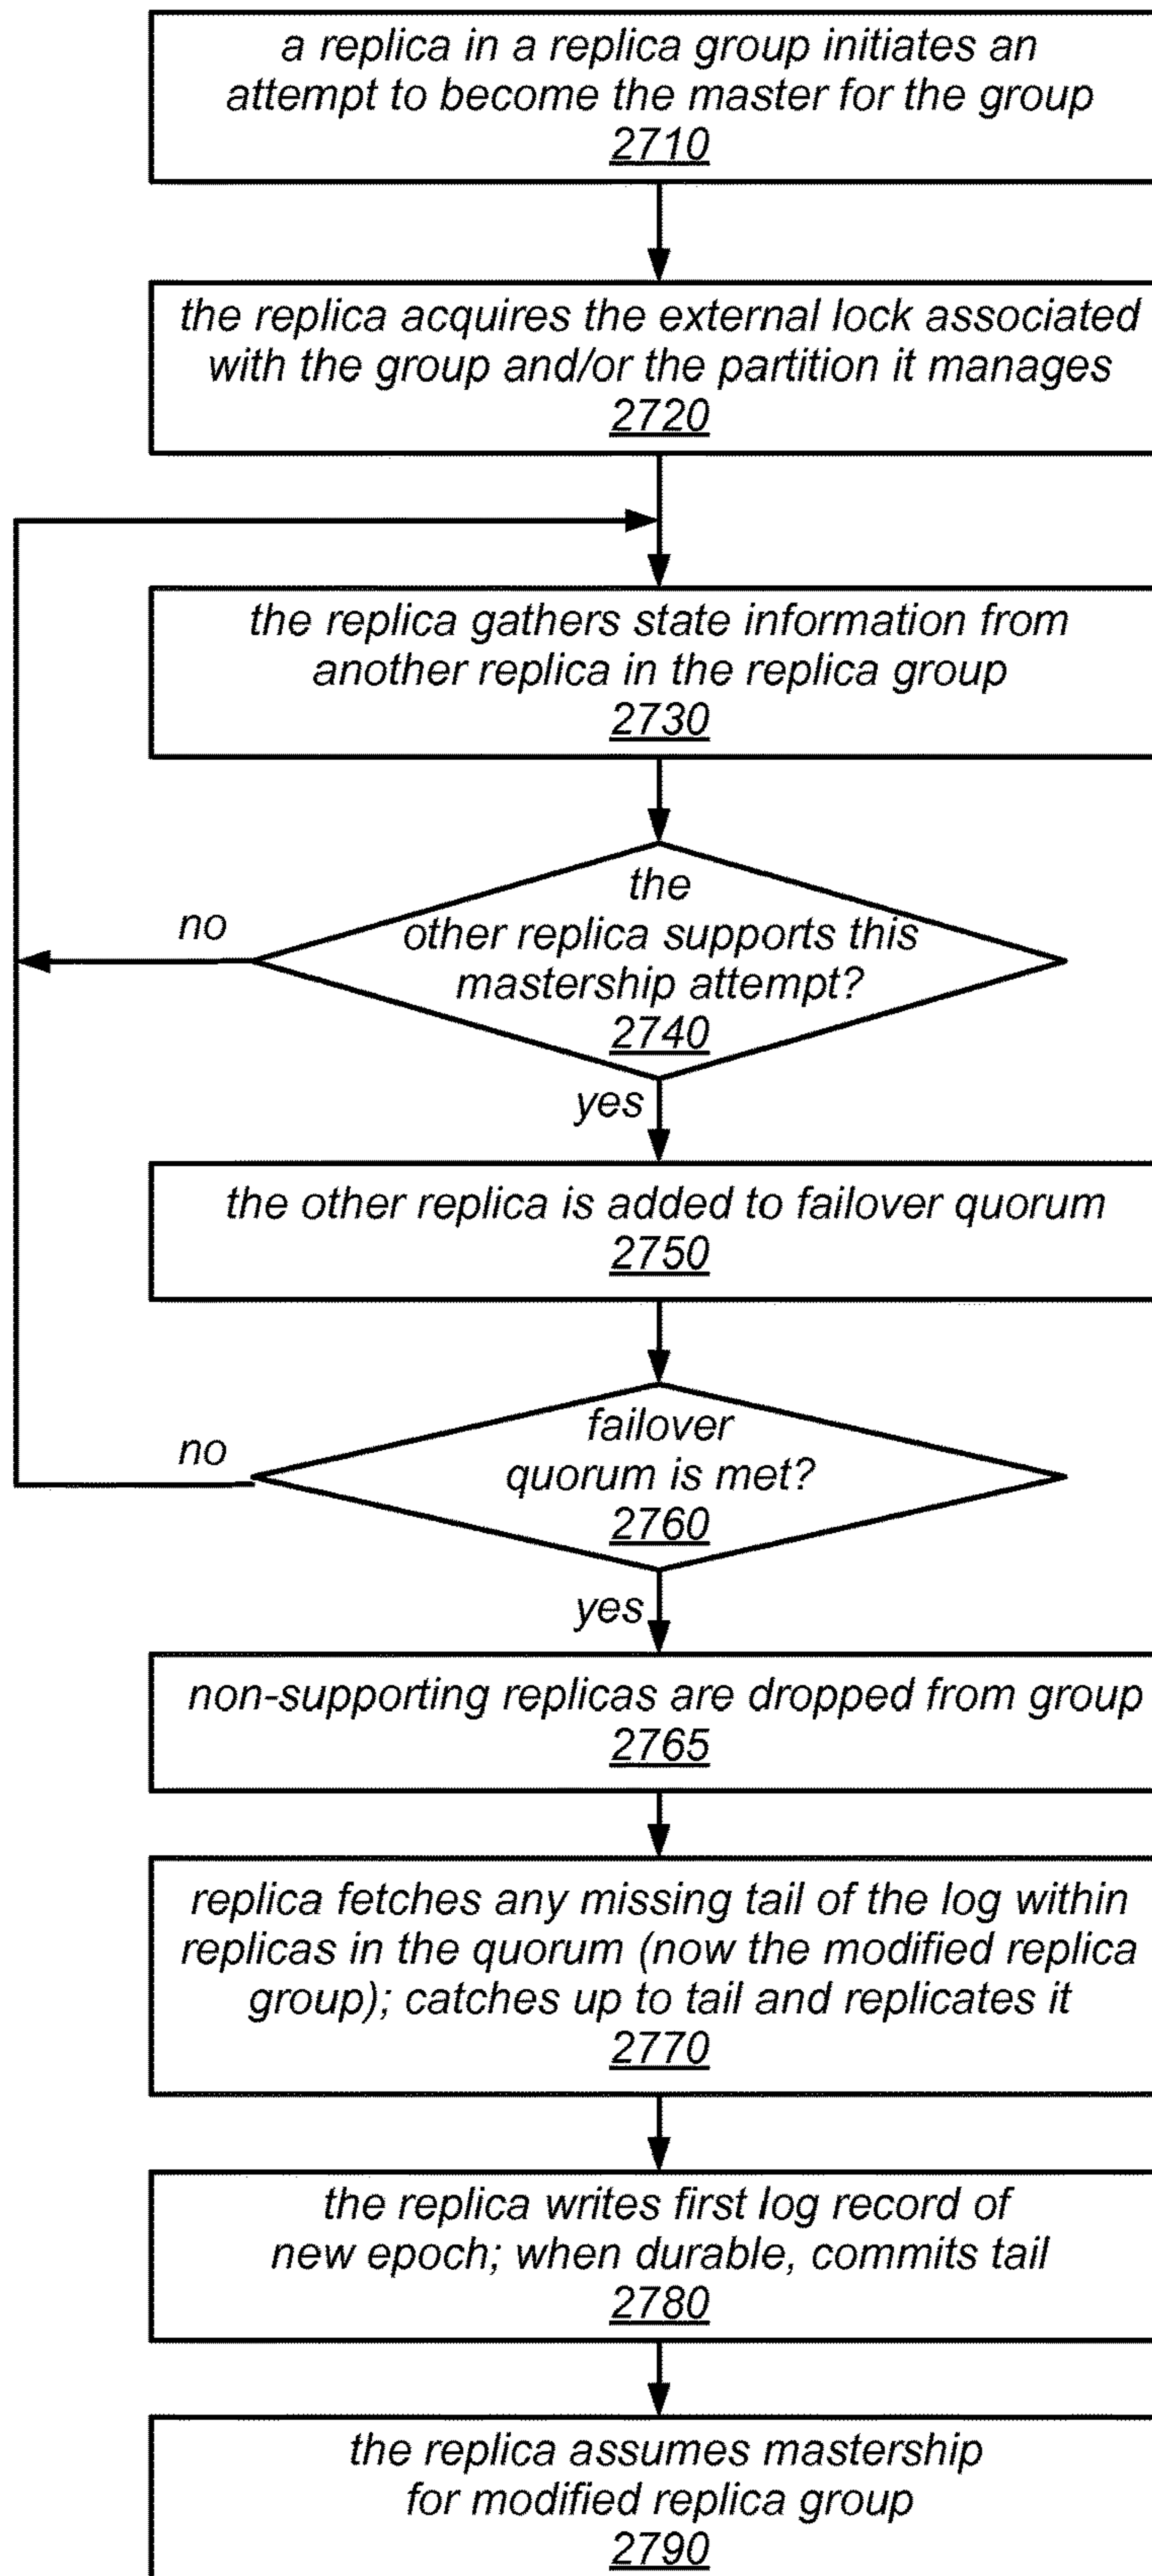 a replica in a replica group initiates an
attempt to become the master for the group
2710
the replica acquires the external lock associated
with the group and/or the partition it manages
2720
the replica gathers state information from
another replica in the replica group
2730
the
other replica supports this
mastership attempt?
2740
no
yes
the other replica is added to failover quorum
2750
failover
quorum is met?
2760
no
yes
non-supporting replicas are dropped from group
2765
replica fetches any missing tail of the log within
replicas in the quorum (now the modified replica
group); catches up to tail and replicates it
2770
the replica writes first log record of
new epoch; when durable, commits tail
2780
the replica assumes mastership
for modified replica group
2790